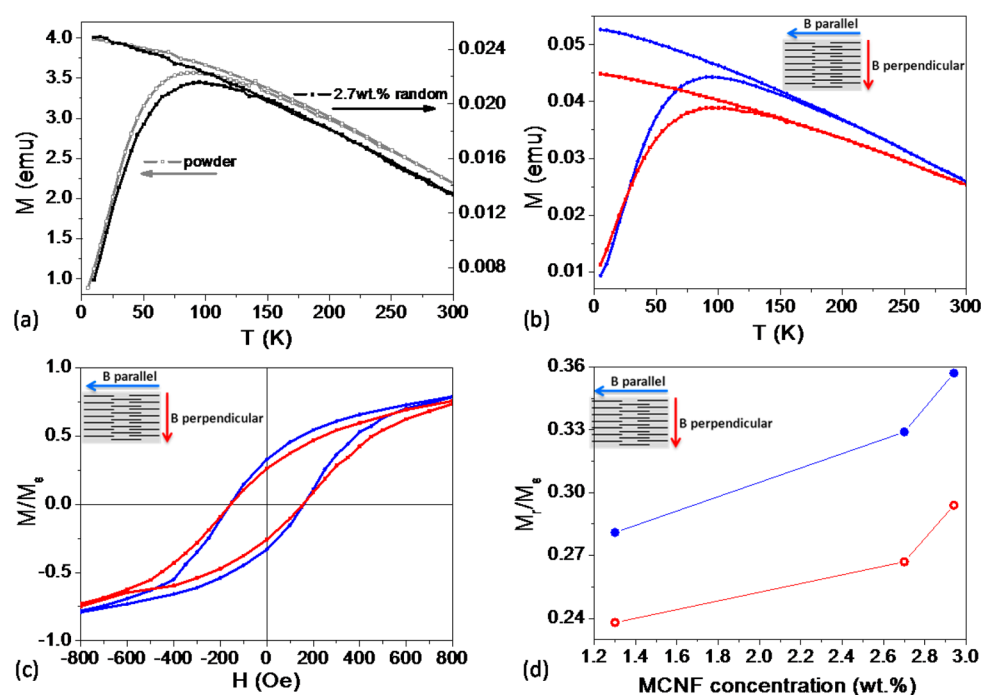 4.0
3.5
3.0
2.5
2.0
1.5
1.0
M (emu)
0.024
0.020
0.016
0.012
0.008
2.7wt.% random
powder
0 50 100 150 200 250 300
T (K)
(a)
0.05
0.04
0.03
0.02
0.01
M (emu)
B parallel
B perpendicular
0 50 100 150 200 250 300
T (K)
(b)
1.0
0.5
0.0
-0.5
-1.0
M/Ms
B parallel
B perpendicular
-800 -600 -400 -200 0 200 400 600 800
H (Oe)
(c)
0.36
0.33
0.30
0.27
0.24
Mr/Ms
B parallel
B perpendicular
1.2 1.4 1.6 1.8 2.0 2.2 2.4 2.6 2.8 3.0
MCNF concentration (wt.%)
(d)